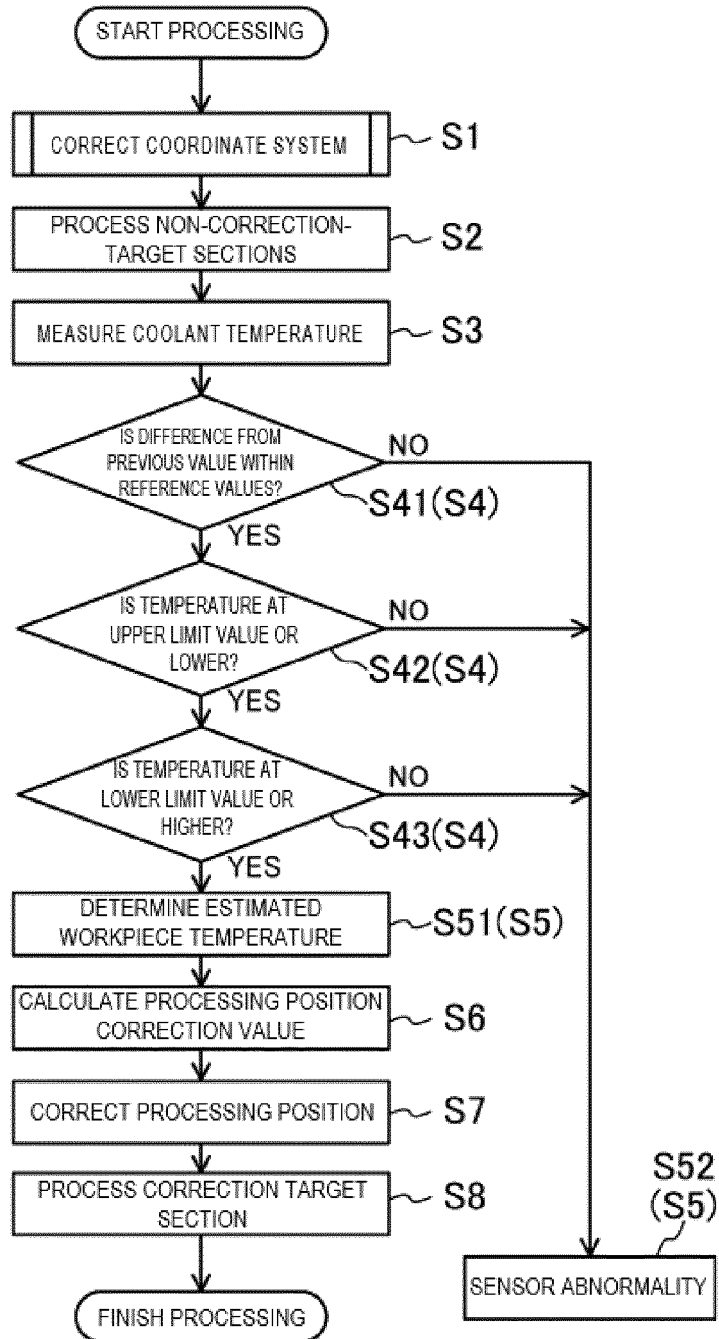 START PROCESSING
CORRECT COORDINATE SYSTEM
S1
PROCESS NON-CORRECTION-
TARGET SECTIONS
S2
MEASURE COOLANT TEMPERATURE
S3
IS DIFFERENCE FROM
PREVIOUS VALUE WITHIN
REFERENCE VALUES?
NO
S41(S4)
YES
IS TEMPERATURE AT
UPPER LIMIT VALUE OR
LOWER?
NO
S42(S4)
YES
IS TEMPERATURE AT
LOWER LIMIT VALUE OR
HIGHER?
NO
S43(S4)
YES
DETERMINE ESTIMATED
WORKPIECE TEMPERATURE
S51(S5)
CALCULATE PROCESSING POSITION
CORRECTION VALUE
S6
CORRECT PROCESSING POSITION
S7
PROCESS CORRECTION TARGET
SECTION
S8
S52
(S5)
SENSOR ABNORMALITY
FINISH PROCESSING